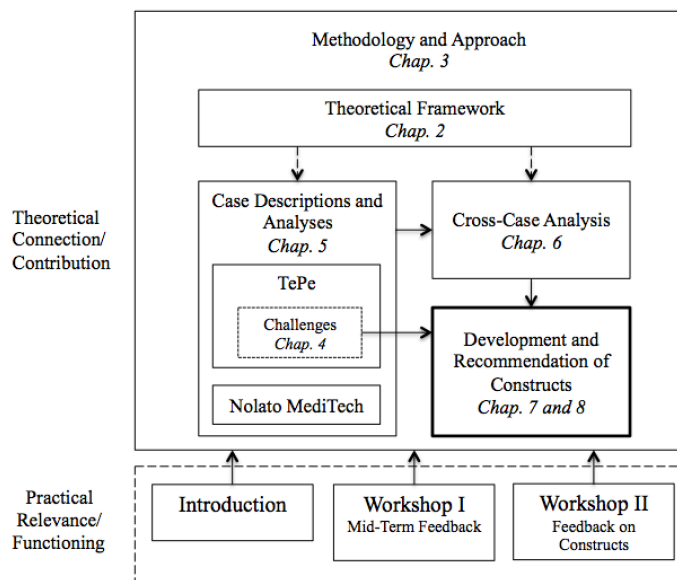 Methodology and Approach
Chap. 3
Theoretical Framework
Chap. 2
Theoretical
Connection/
Contribution
Case Descriptions and
Analyses
Chap. 5
TePe
Challenges
Chap. 4
Nolato MediTech
Cross-Case Analysis
Chap. 6
Development and
Recommendation of
Constructs
Chap. 7 and 8
Practical
Relevance/
Functioning
Introduction
Workshop I
Mid-Term Feedback
Workshop II
Feedback on
Constructs